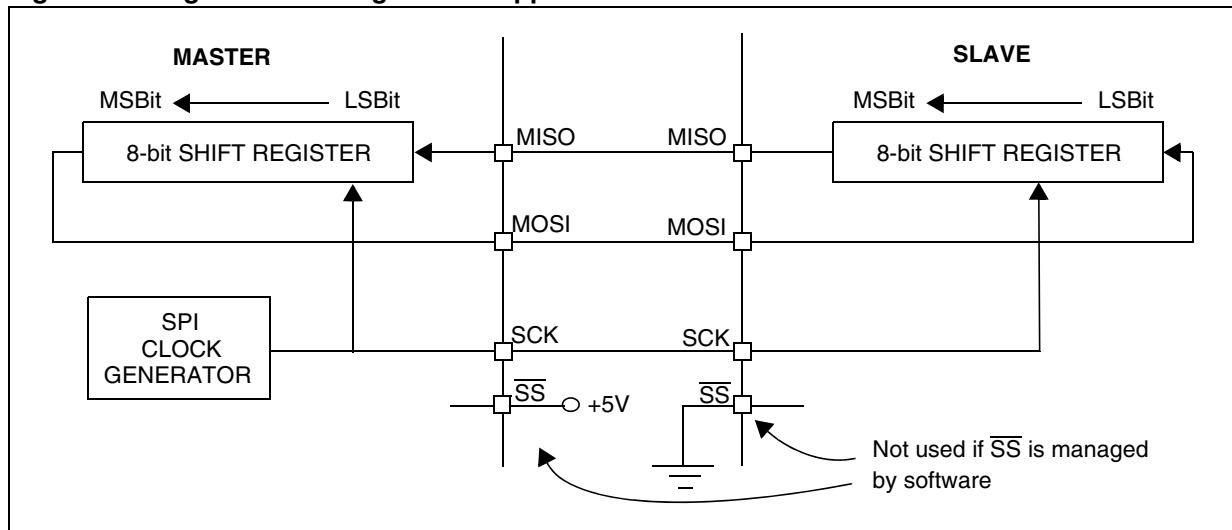 MASTER
SLAVE
MSBit
LSBit
MSBit
LSBit
8-bit SHIFT REGISTER
MISO
MISO
8-bit SHIFT REGISTER
MOSI
MOSI
SPI
CLOCK
GENERATOR
SCK
SCK
SS
+5V
SS
Not used if SS is managed
by software